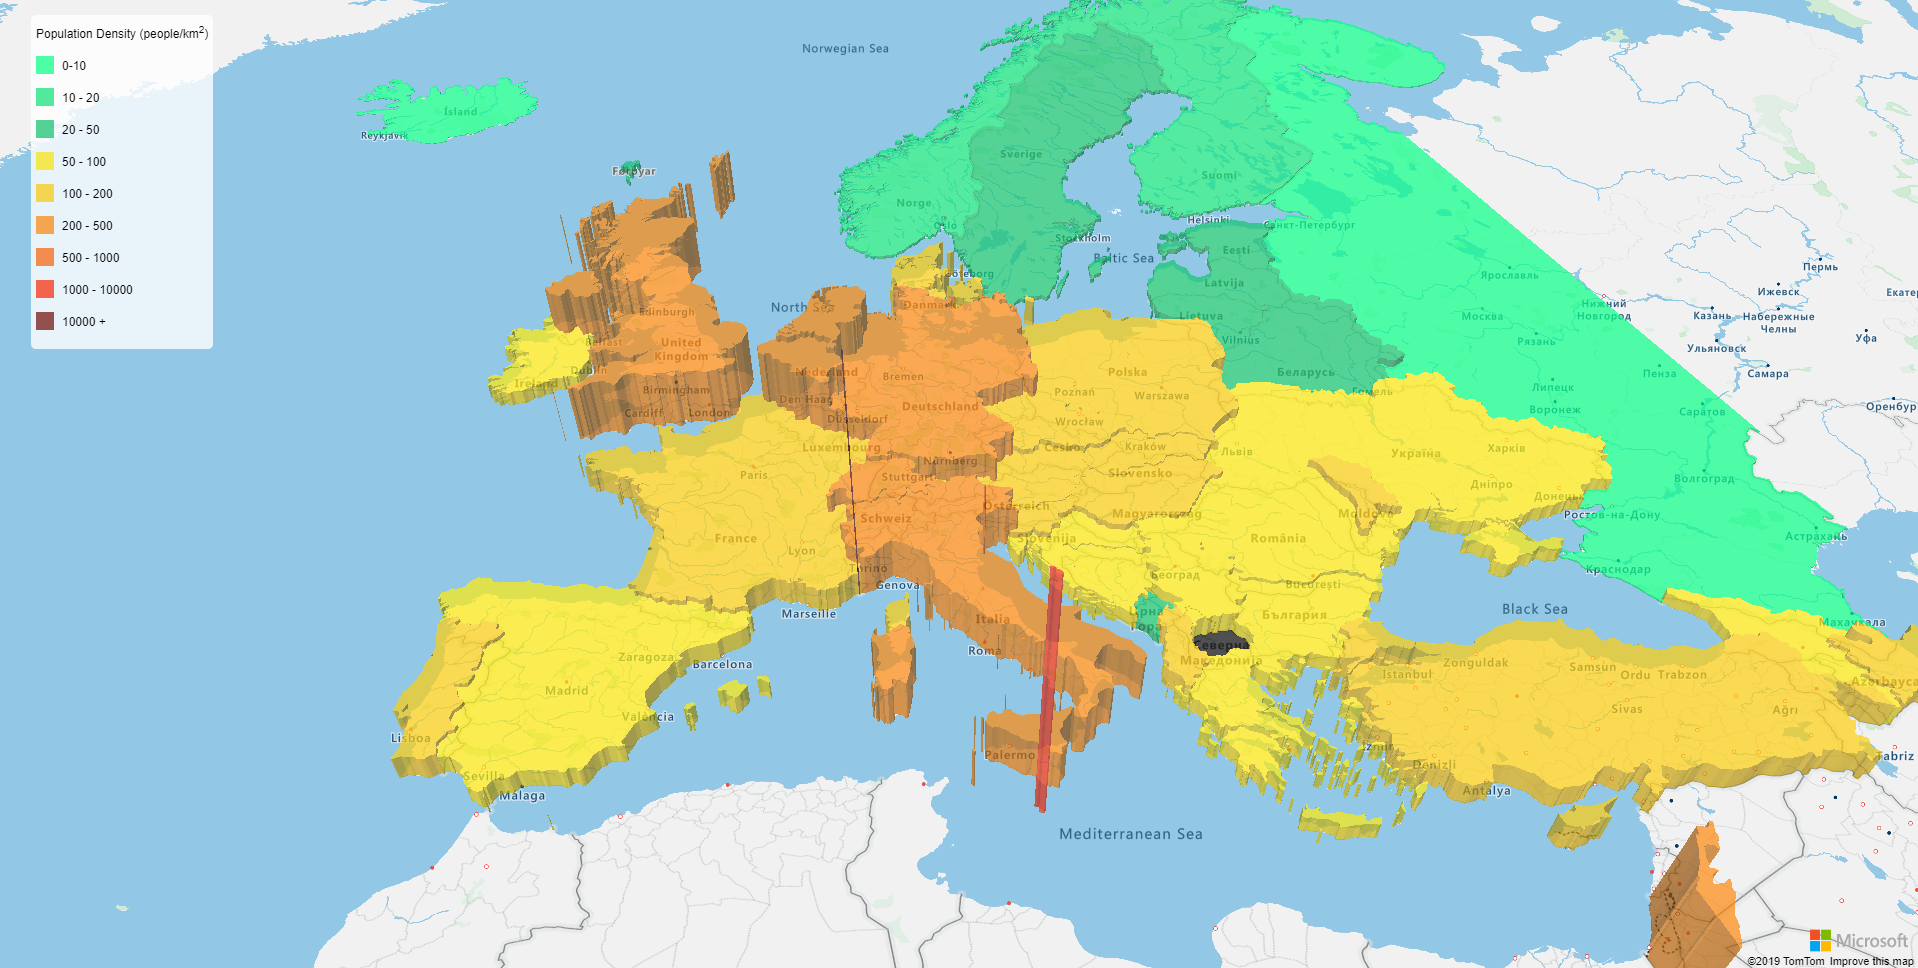 Population Density (people/km2)
0-10
10 - 20
20 - 50
50 - 100
100 - 200
200 - 500
500 - 1000
1000 - 10000
10000 +
Norwegian Sea
Ísland
Reykjavík
Føroyar
Sverige
Suomi
Norge
Oslo
Helsinki
Санкт-Петербург
Stockholm
Eesti
Baltic Sea
Göteborg
Latvija
Ярославль
Пермь
Ижевск
Екате
Нижний
Новгород
Казань
Набережные
Челны
North Sea
Danmark
Edinburgh
Lietuva
Москва
Уфа
Belfast
United
Kingdom
Vilnius
Рязань
Ульяновск
Dublin
Ireland
Nederland
Bremen
Polska
Беларусь
Пенза
Самара
Birmingham
Den Haag
Deutschland
Poznań
Warszawa
Гомель
Липецк
Воронеж
Саратов
Оренбур
Cardiff
London
Düsseldorf
Wrocław
Luxembourg
Nürnberg
Česko
Kraków
Львів
Україна
Харків
Paris
Stuttgart
Slovensko
Дніпро
Донецьк
Волгоград
Schweiz
Österreich
Magyarország
Moldova
Ростов-на-Дону
France
Lyon
Slovenija
România
Астрахань
Torino
Genova
Београд
București
Краснодар
Marseille
Italia
Црна
Гора
България
Black Sea
Махачкала
Roma
Северна
Македонија
Zaragoza
Barcelona
Istanbul
Zonguldak
Samsun
Ordu
Trabzon
Azərbayca
Madrid
València
Sivas
Ağrı
Lisboa
Palermo
İzmir
Denizli
Tabriz
Sevilla
Málaga
Antalya
Mediterranean Sea
Microsoft
©2019 TomTom Improve this map